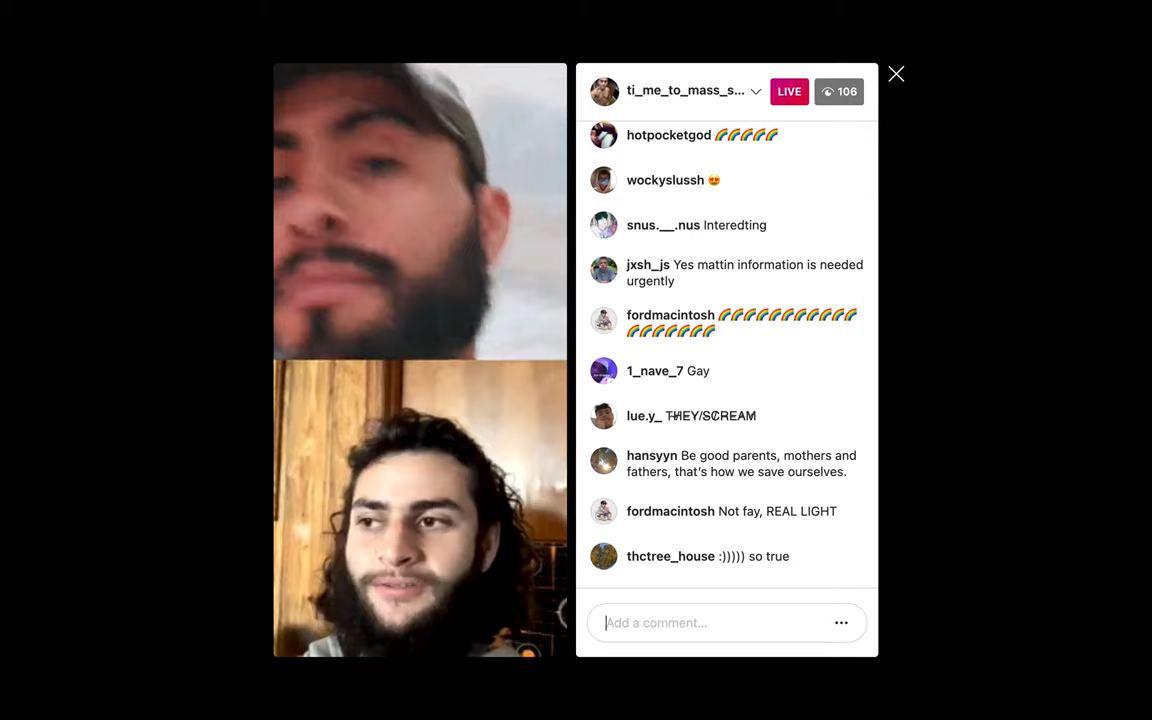 ti_me_to_mass_s...
LIVE
106
hotpocketgod 🌈🌈🌈🌈🌈
wockyslussh 😍
snus.__.nus Interedting
jxsh_js Yes mattin information is needed
urgently
fordmacintosh 🌈🌈🌈🌈🌈🌈🌈🌈🌈🌈🌈
🌈🌈🌈🌈🌈🌈🌈
1_nave_7 Gay
lue.y_ THEY/SCREAM
hansyyn Be good parents, mothers and
fathers, that's how we save ourselves.
fordmacintosh Not fay, REAL LIGHT
thctree_house :))))) so true
Add a comment...